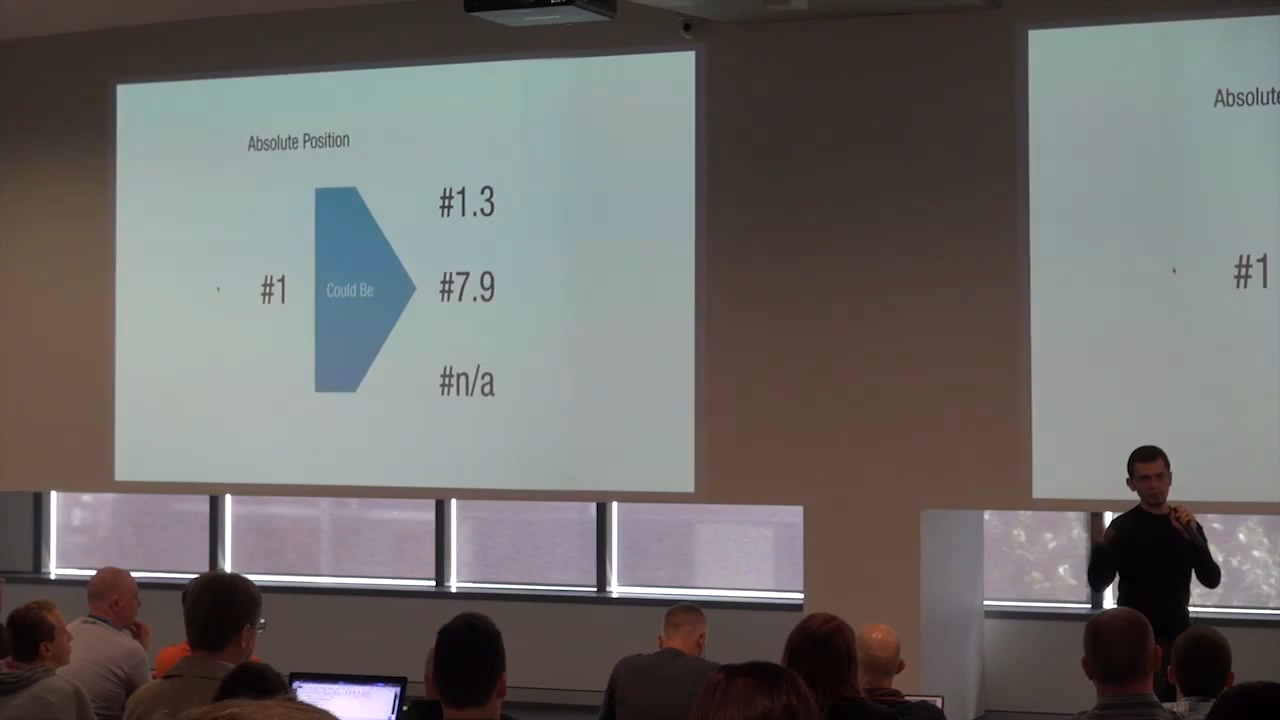 Absolute Position
#1.3
#1
Could Be
#7.9
#n/a
Absolute
#1